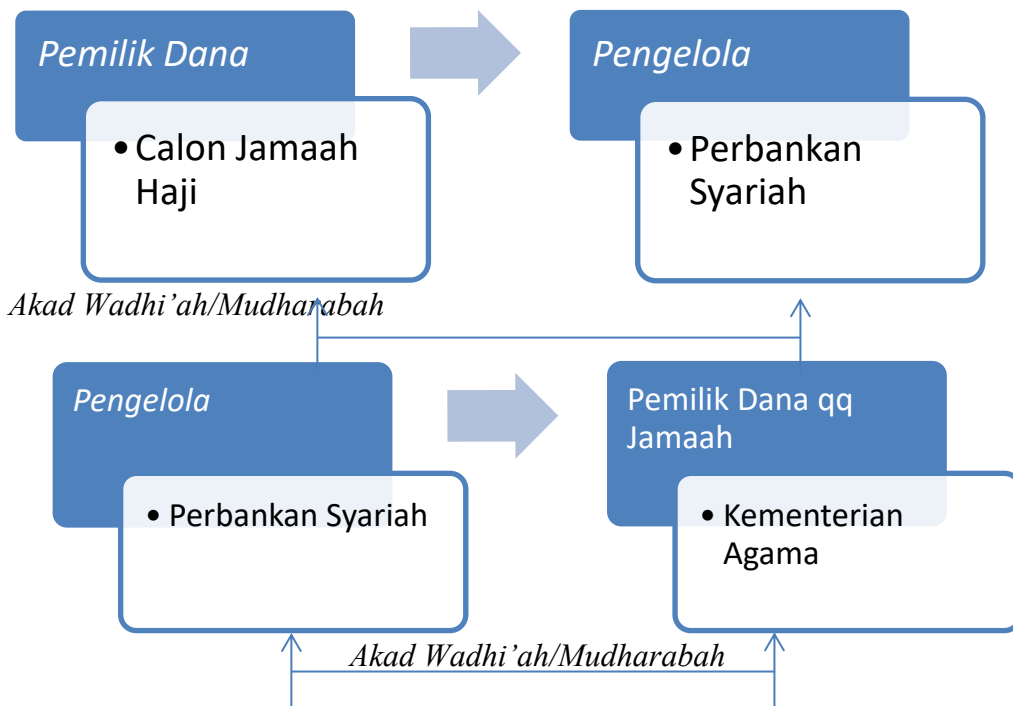 Pemilik Dana
• Calon Jamaah
Haji
Pengelola
• Perbankan
Syariah
Akad Wadhi’ah/Mudharabah
Pengelola
• Perbankan Syariah
Pemilik Dana qq
Jamaah
• Kementerian
Agama
Akad Wadhi’ah/Mudharabah